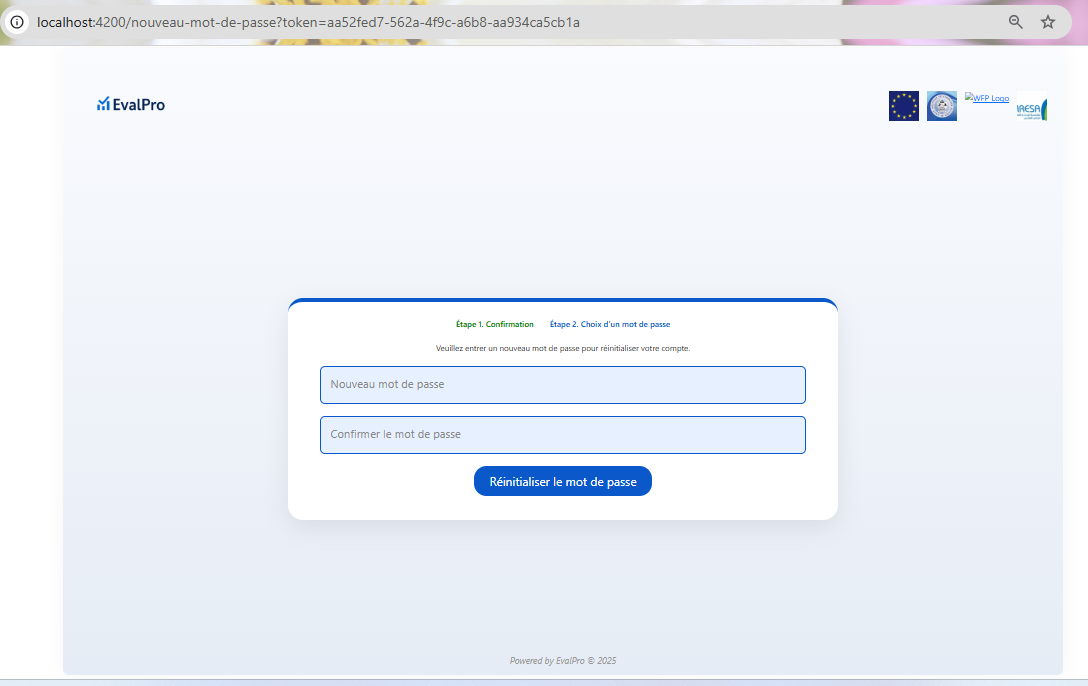 localhost:4200/nouveau-mot-de-passe?token=aa52fed7-562a-4f9c-a6b8-aa934ca5cb1a
EvalPro
WFP Logo
IRESA
Étape 1. Confirmation Étape 2. Choix d'un mot de passe
Veuillez entrer un nouveau mot de passe pour réinitialiser votre compte.
Nouveau mot de passe
Confirmer le mot de passe
Réinitialiser le mot de passe
Powered by EvalPro © 2025